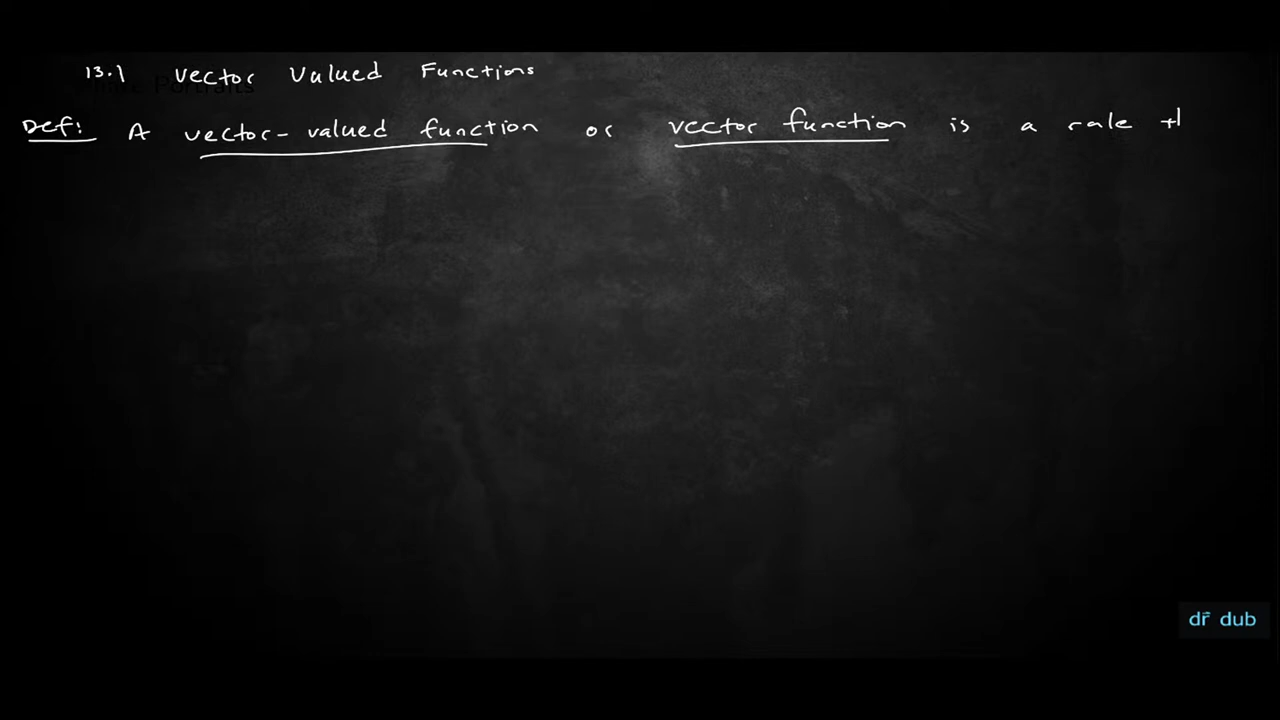 13.1 Vector Valued Functions
Def: A vector-valued function or vector function is a rule
dr dub